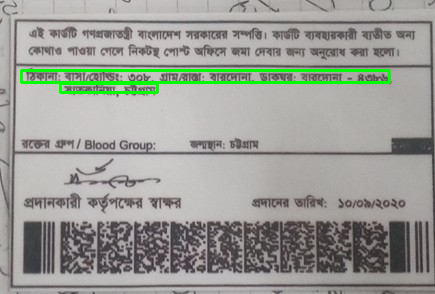 এই কার্ডটি গণপ্রজাতন্ত্রী বাংলাদেশ সরকারের সম্পত্তি। কার্ডটি ব্যবহারকারী ব্যতীত অন্য
কোথাও পাওয়া গেলে নিকটস্থ পোস্ট অফিসে জমা দেবার জন্য অনুরোধ করা হলো।
ঠিকানা: বাসা/হোল্ডিং: ৩০৮, গ্রাম/রাস্তা: বারদোনা, ডাকঘর: বারদোনা - ৪৩৮৬
সাতকানিয়া, চট্টগ্রাম
রক্তের গ্রুপ / Blood Group: জন্মস্থান: চট্টগ্রাম
প্রদানকারী কর্তৃপক্ষের স্বাক্ষর প্রদানের তারিখ: ১০/০৯/২০২০